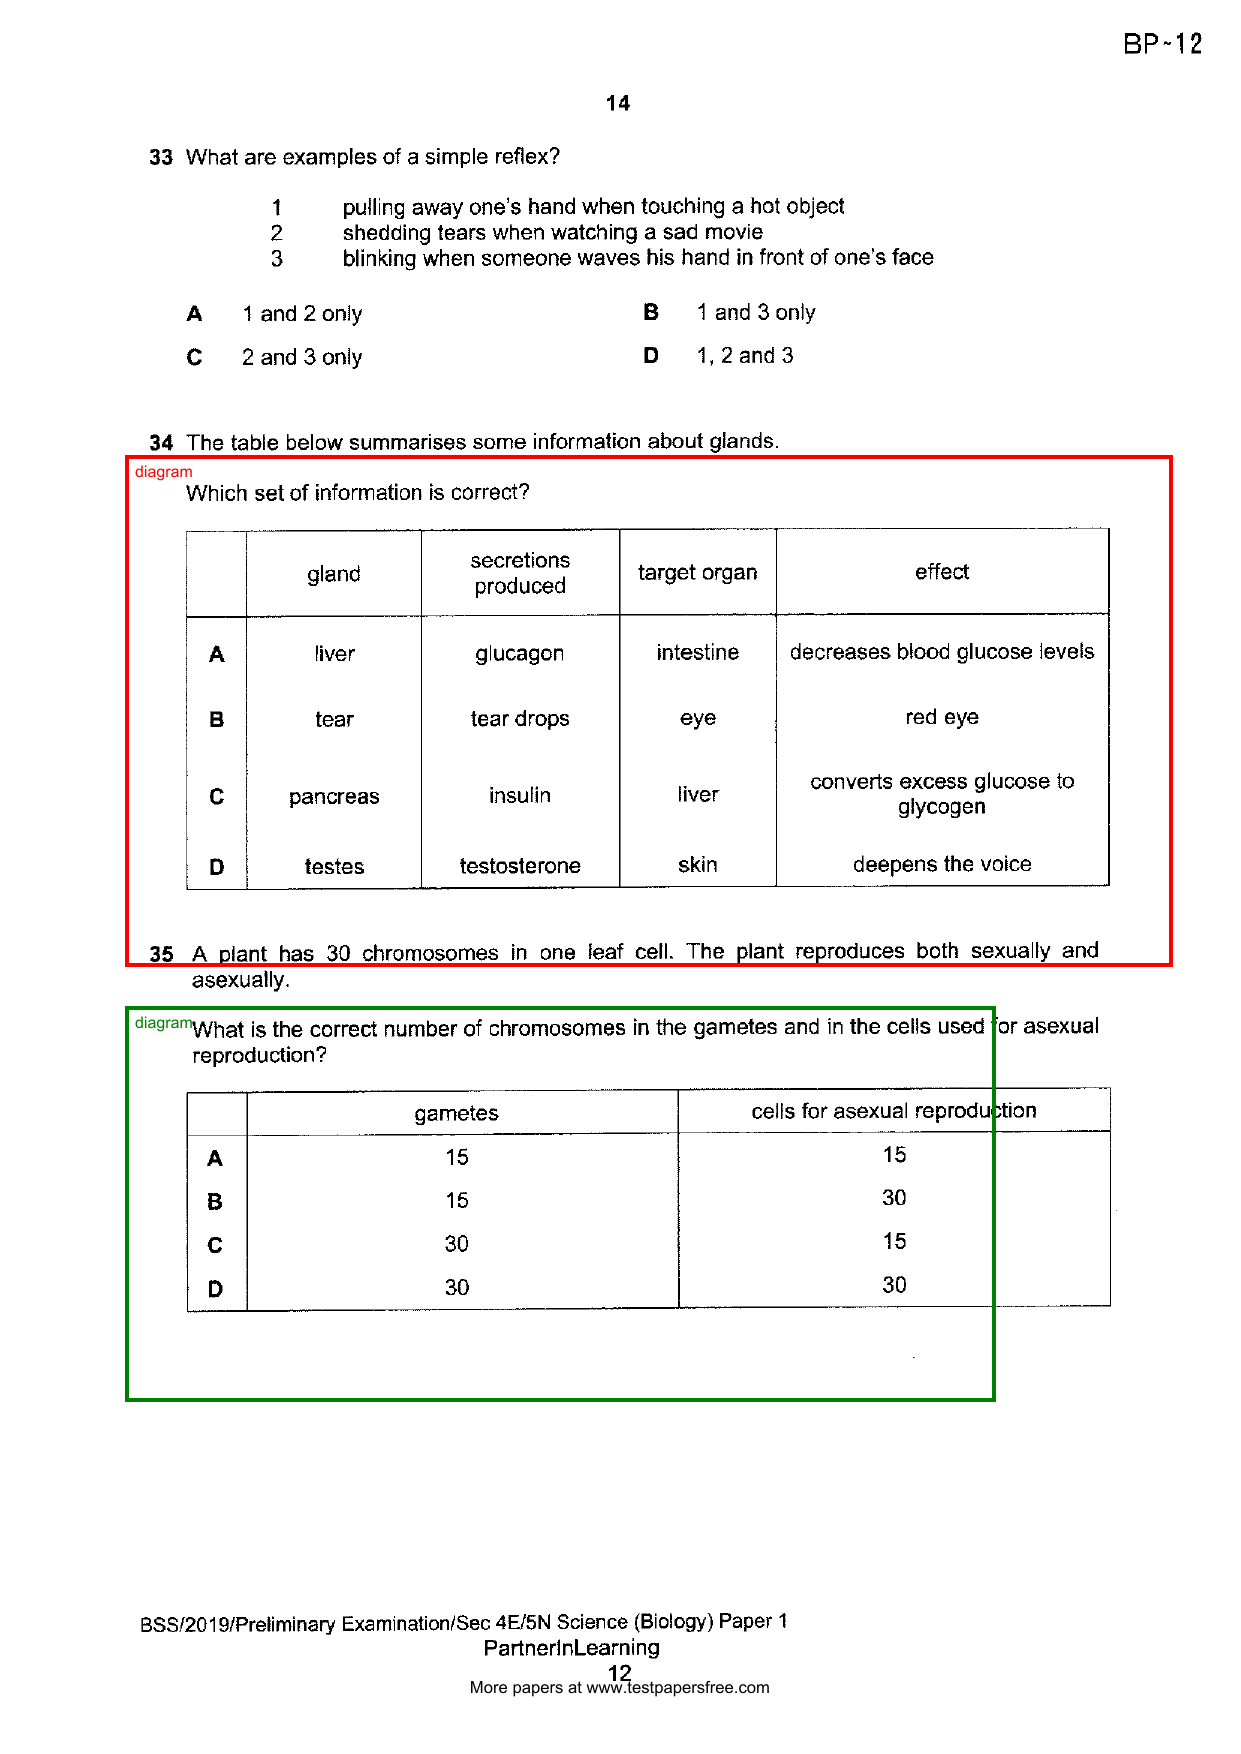 BP-12
14
33 What are examples of a simple reflex?
1 pulling away one's hand when touching a hot object
2 shedding tears when watching a sad movie
3 blinking when someone waves his hand in front of one's face
A 1 and 2 only B 1 and 3 only
C 2 and 3 only D 1, 2 and 3
34 The table below summarises some information about glands.
diagram
Which set of information is correct?
gland secretions produced target organ effect
A liver glucagon intestine decreases blood glucose levels
B tear tear drops eye red eye
C pancreas insulin liver converts excess glucose to glycogen
D testes testosterone skin deepens the voice
35 A plant has 30 chromosomes in one leaf cell. The plant reproduces both sexually and
asexually.
diagram
What is the correct number of chromosomes in the gametes and in the cells used for asexual
reproduction?
gametes cells for asexual reproduction
A 15 15
B 15 30
C 30 15
D 30 30
BSS/2019/Preliminary Examination/Sec 4E/5N Science (Biology) Paper 1
PartnerInLearning
12
More papers at www.testpapersfree.com